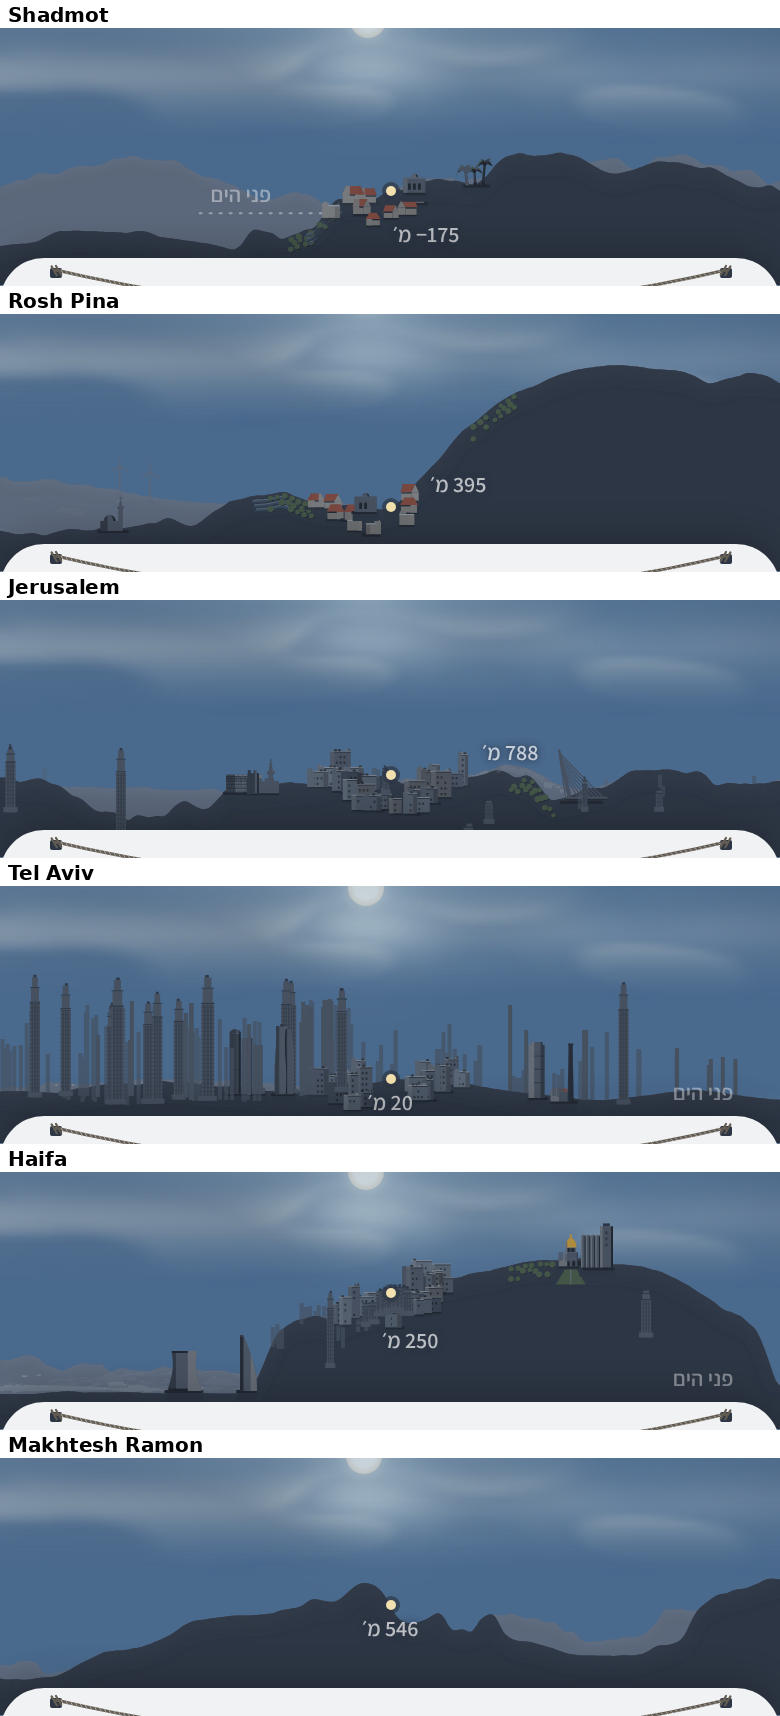 Shadmot
פני הים
−175 מ׳
Rosh Pina
395 מ׳
Jerusalem
788 מ׳
Tel Aviv
פני הים
20 מ׳
Haifa
250 מ׳
פני הים
Makhtesh Ramon
546 מ׳